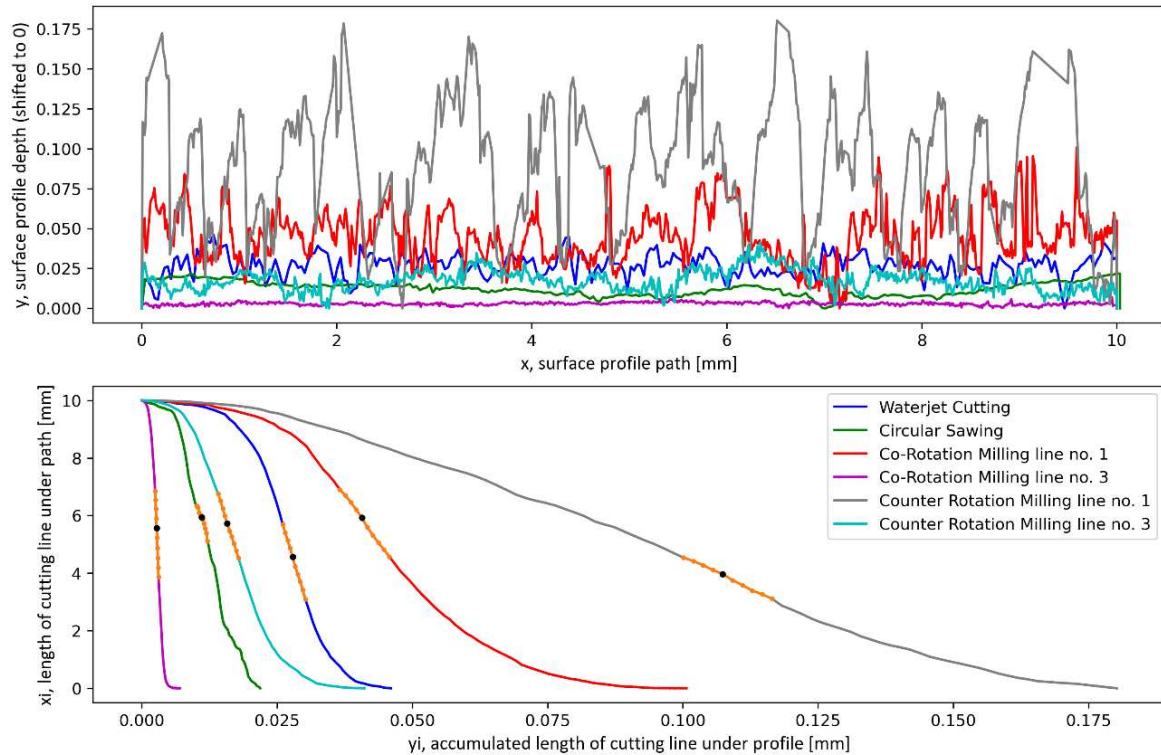 y, surface profile depth (shifted to 0)
0.175
0.150
0.125
0.100
0.075
0.050
0.025
0.000
0
2
4
6
8
10
x, surface profile path [mm]
xi, length of cutting line under path [mm]
10
8
6
4
2
0
Waterjet Cutting
Circular Sawing
Co-Rotation Milling line no. 1
Co-Rotation Milling line no. 3
Counter Rotation Milling line no. 1
Counter Rotation Milling line no. 3
0.000
0.025
0.050
0.075
0.100
0.125
0.150
0.175
yi, accumulated length of cutting line under profile [mm]